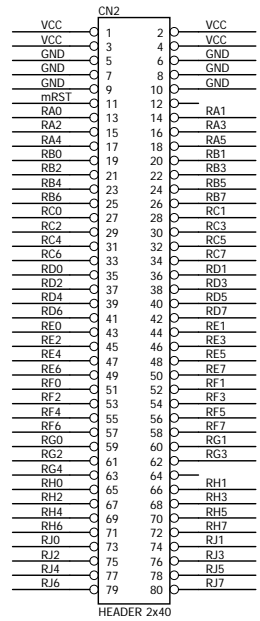 CN2
VCC 1 2 VCC
VCC 3 4 VCC
GND 5 6 GND
GND 7 8 GND
GND 9 10 GND
mRST 11 12
RA0 13 14 RA1
RA2 15 16 RA3
RA4 17 18 RA5
RB0 19 20 RB1
RB2 21 22 RB3
RB4 23 24 RB5
RB6 25 26 RB7
RC0 27 28 RC1
RC2 29 30 RC3
RC4 31 32 RC5
RC6 33 34 RC7
RD0 35 36 RD1
RD2 37 38 RD3
RD4 39 40 RD5
RD6 41 42 RD7
RE0 43 44 RE1
RE2 45 46 RE3
RE4 47 48 RE5
RE6 49 50 RE7
RF0 51 52 RF1
RF2 53 54 RF3
RF4 55 56 RF5
RF6 57 58 RF7
RG0 59 60 RG1
RG2 61 62 RG3
RG4 63 64
RH0 65 66 RH1
RH2 67 68 RH3
RH4 69 70 RH5
RH6 71 72 RH7
RJ0 73 74 RJ1
RJ2 75 76 RJ3
RJ4 77 78 RJ5
RJ6 79 80 RJ7
HEADER 2x40